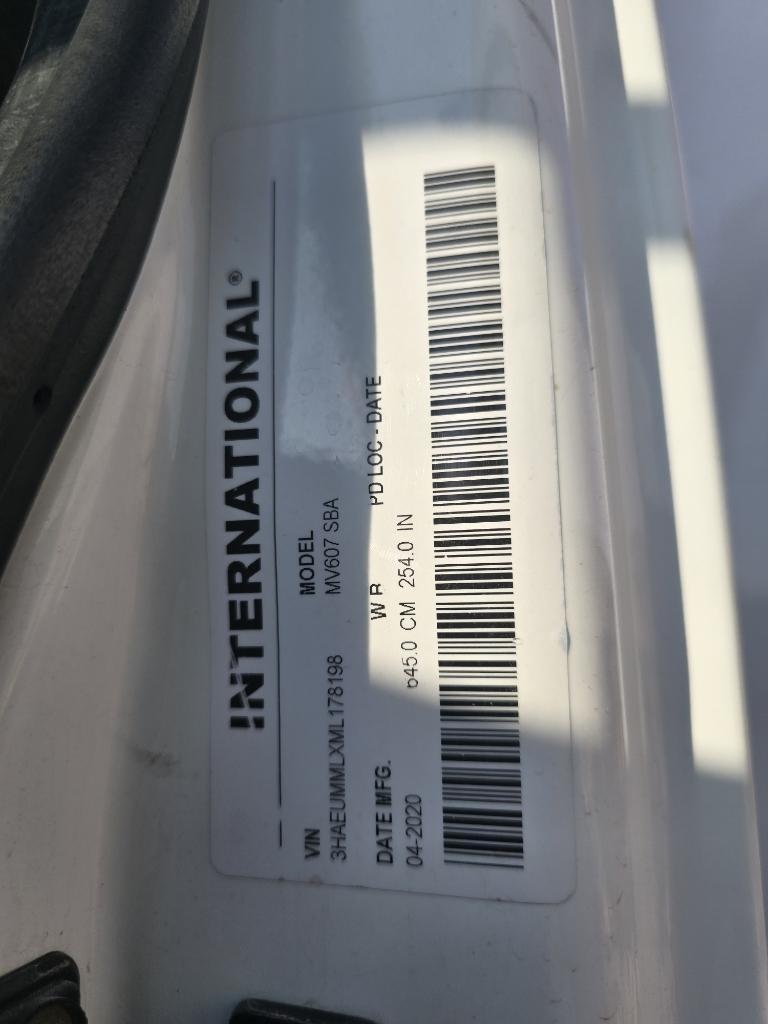 INTERNATIONAL®
VIN MODEL
3HAEUMMLXML178198 MV607 SBA
DATE MFG. W B PD LOC - DATE
04-2020 645.0 CM 254.0 IN